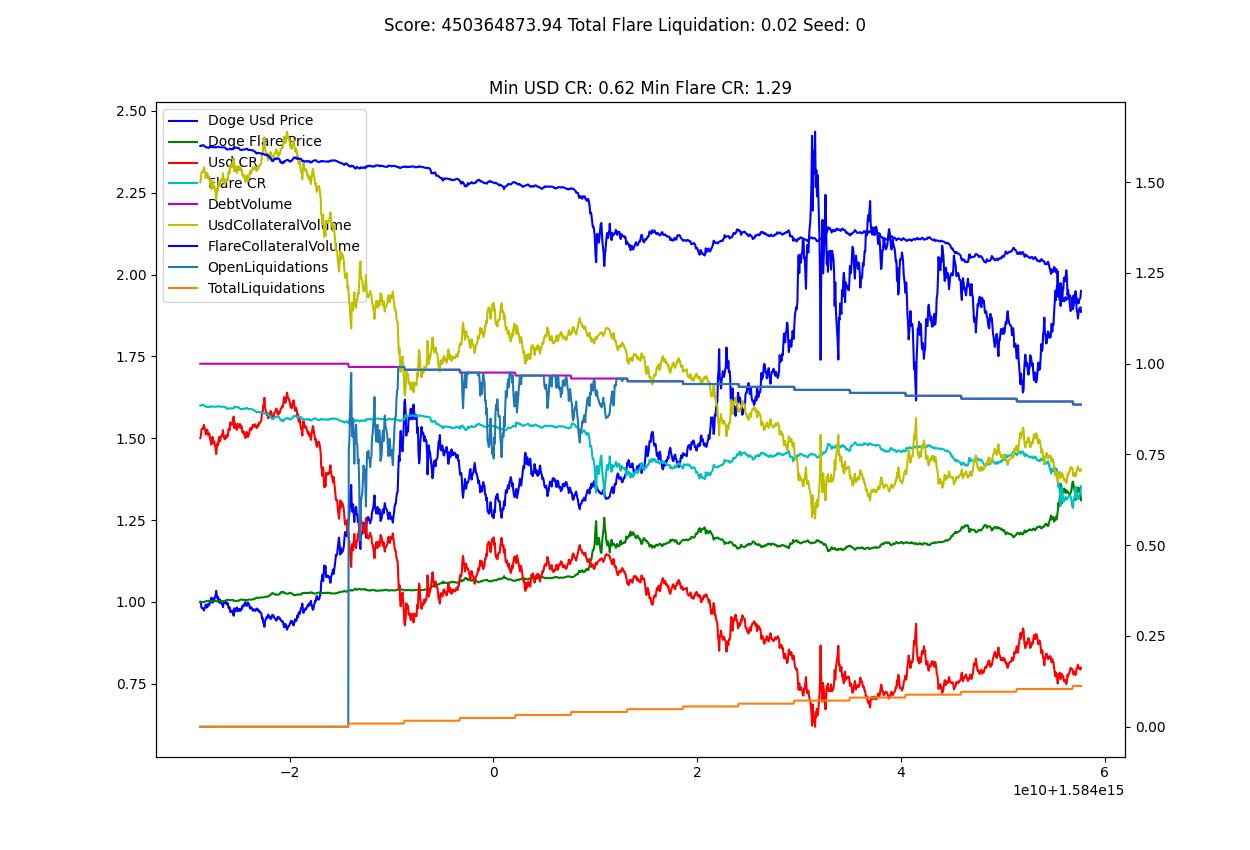 Score: 450364873.94 Total Flare Liquidation: 0.02 Seed: 0
Min USD CR: 0.62 Min Flare CR: 1.29
Doge Usd Price
Doge Flare Price
Usd CR
Flare CR
DebtVolume
UsdCollateralVolume
FlareCollateralVolume
OpenLiquidations
TotalLiquidations
2.50
2.25
2.00
1.75
1.50
1.25
1.00
0.75
1.50
1.25
1.00
0.75
0.50
0.25
0.00
−2
0
2
4
6
1e10+1.584e15